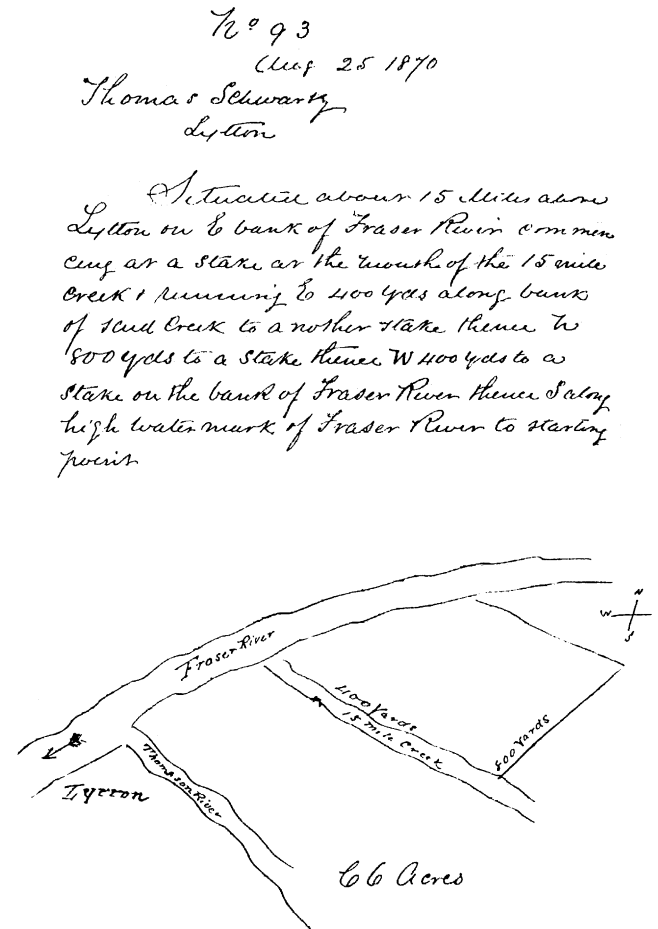 No 93
Aug 25 1870
Thomas Schwartz
Lytton
Situated about 15 Miles above
Lytton on E bank of Fraser River commen
cing at a stake at the mouth of the 15 mile
Creek & running E 400 yds along bank
of said Creek to another stake thence N
800 yds to a stake thence W 400 yds to a
stake on the bank of Fraser River thence S along
high water mark of Fraser River to starting
point
N
W
S
Fraser River
400 Yards
15 mile Creek
800 Yards
Thompson River
Lytton
66 Acres